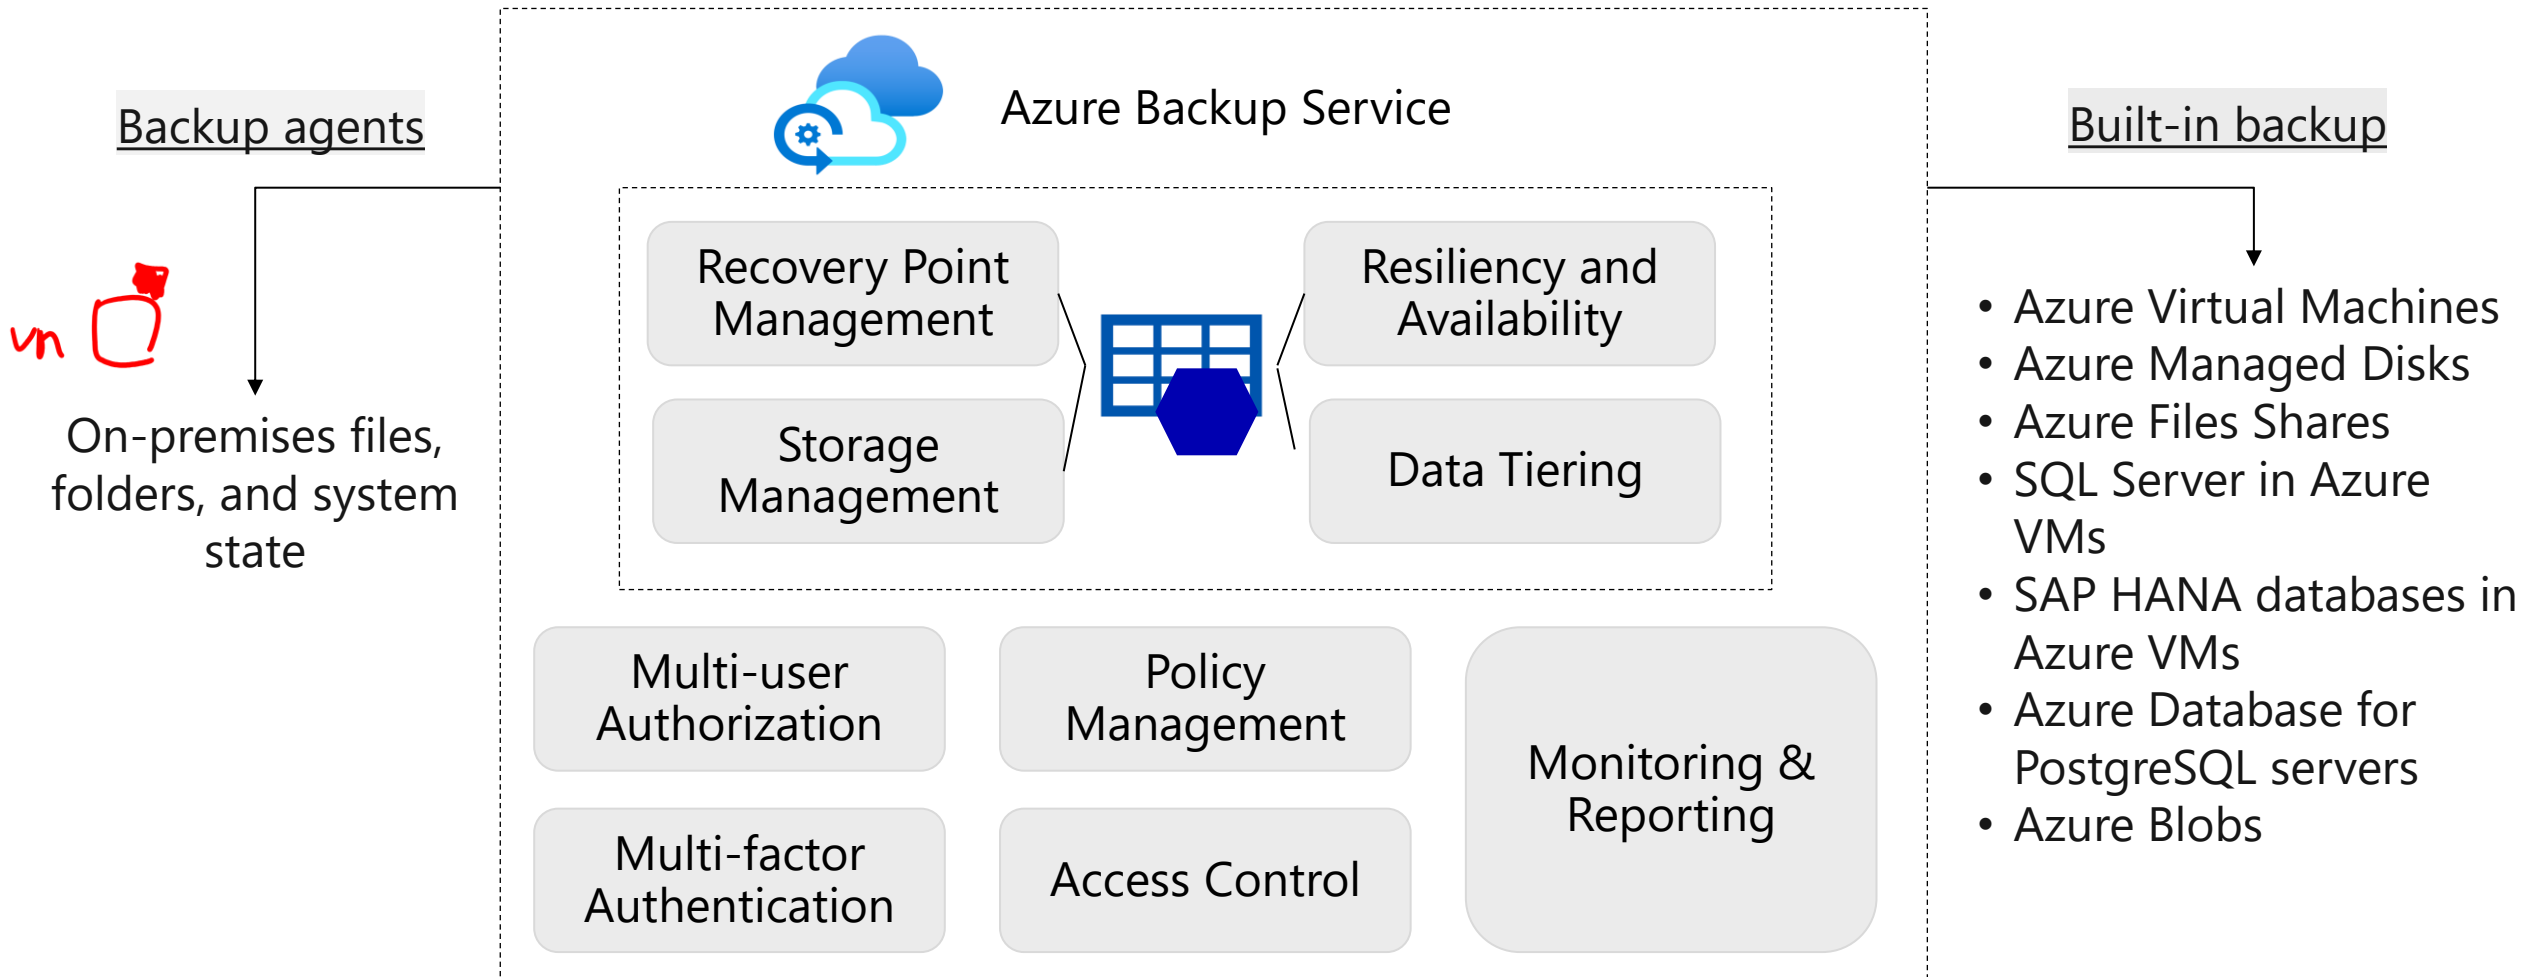 Azure Backup Service
Backup agents
vn
On-premises files,
folders, and system
state
Recovery Point
Management
Resiliency and
Availability
Storage
Management
Data Tiering
Multi-user
Authorization
Policy
Management
Monitoring &
Reporting
Multi-factor
Authentication
Access Control
Built-in backup
• Azure Virtual Machines
• Azure Managed Disks
• Azure Files Shares
• SQL Server in Azure
VMs
• SAP HANA databases in
Azure VMs
• Azure Database for
PostgreSQL servers
• Azure Blobs